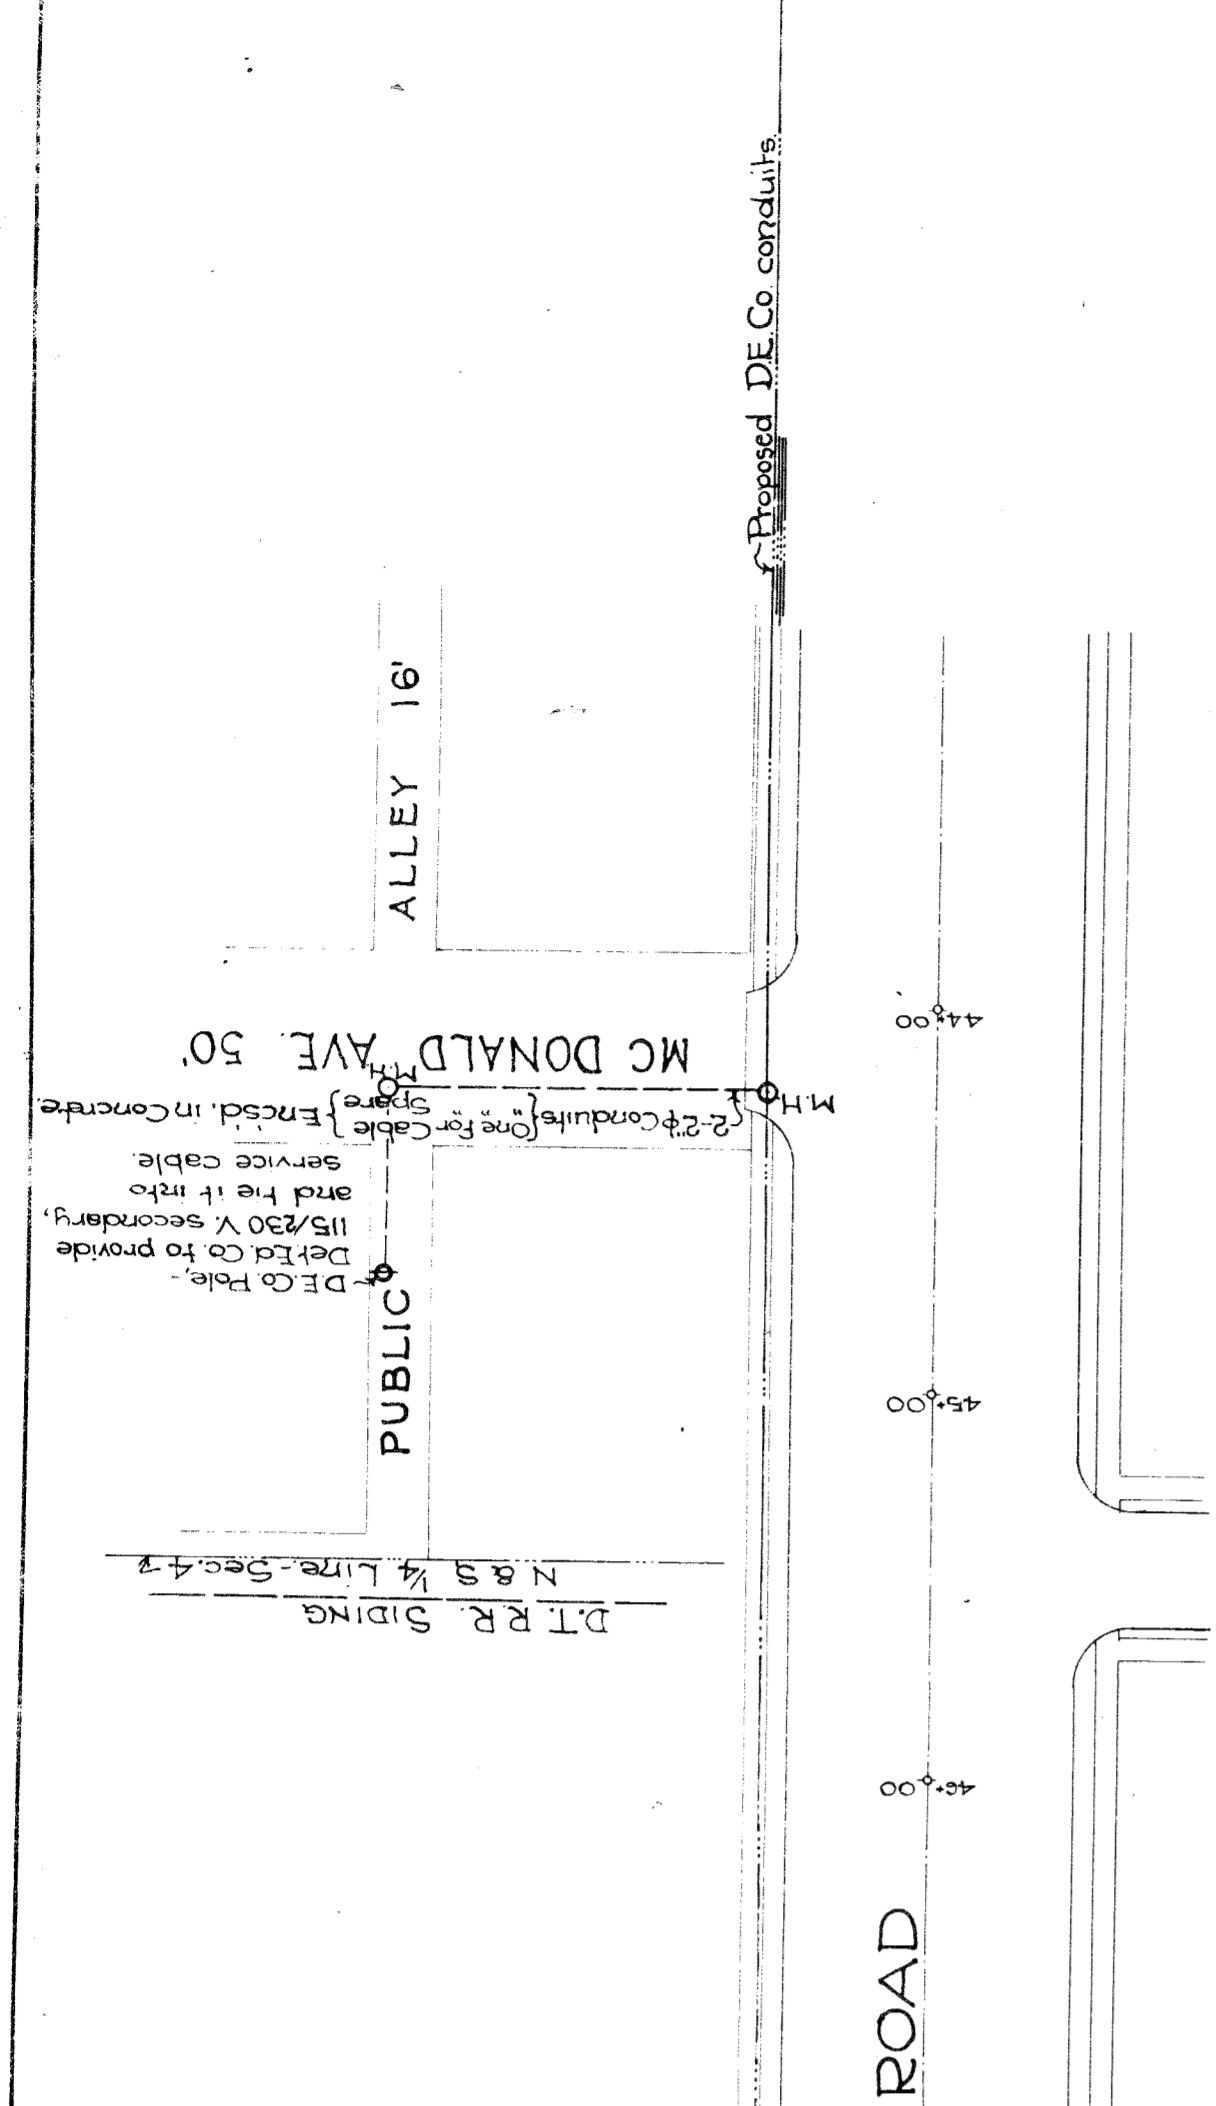 Proposed D.E.Co. conduits.
ALLEY 16'
PUBLIC
MC DONALD AVE. 50'
M.H.
M.H.
2-2"ϕ Conduits { One For Cable } Encsd. in Concrete.
" " Spare
D.E.Co. Pole,-
Det.Ed.Co. to provide
115/230 V. secondary,
and tie it into
service cable.
N & S 1/4 Line-Sec.4
D.T.R.R. SIDING
44+00
45+00
46+00
ROAD